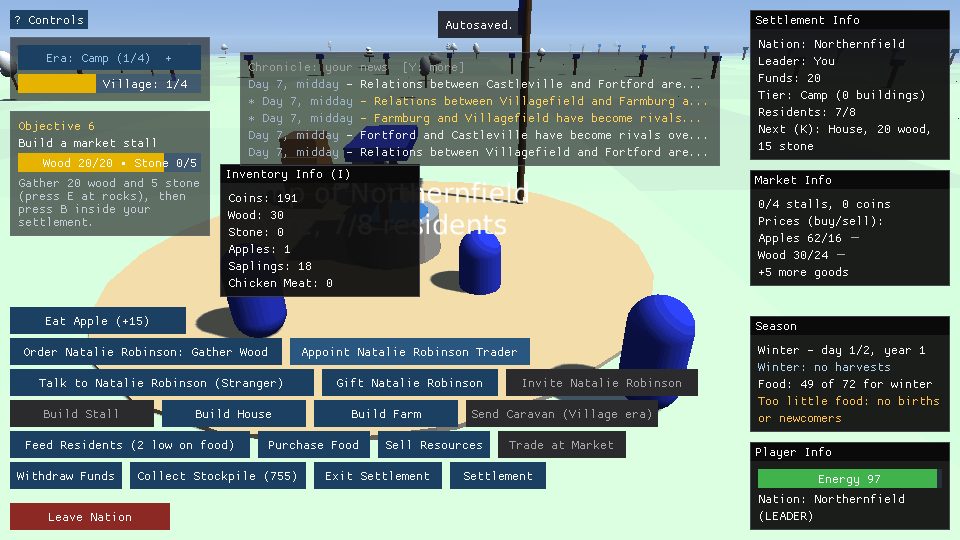 ? Controls
Autosaved.
Era: Camp (1/4)  +
Village: 1/4
Objective 6
Build a market stall
Wood 20/20 • Stone 0/5
Gather 20 wood and 5 stone
(press E at rocks), then
press B inside your
settlement.
Chronicle: your news  [Y: more]
Day 7, midday – Relations between Castleville and Fortford are...
* Day 7, midday – Relations between Villagefield and Farmburg a...
* Day 7, midday – Farmburg and Villagefield have become rivals...
Day 7, midday – Fortford and Castleville have become rivals ove...
Day 7, midday – Relations between Villagefield and Fortford are...
of Northernfield
7/8 residents
Inventory Info (I)
Coins: 191
Wood: 30
Stone: 0
Apples: 1
Saplings: 18
Chicken Meat: 0
Settlement Info
Nation: Northernfield
Leader: You
Funds: 20
Tier: Camp (0 buildings)
Residents: 7/8
Next (K): House, 20 wood,
15 stone
Market Info
0/4 stalls, 0 coins
Prices (buy/sell):
Apples 62/16 —
Wood 30/24 —
+5 more goods
Season
Winter – day 1/2, year 1
Winter: no harvests
Food: 49 of 72 for winter
Too little food: no births
or newcomers
Player Info
Energy 97
Nation: Northernfield
(LEADER)
Eat Apple (+15)
Order Natalie Robinson: Gather Wood
Appoint Natalie Robinson Trader
Talk to Natalie Robinson (Stranger)
Gift Natalie Robinson
Invite Natalie Robinson
Build Stall
Build House
Build Farm
Send Caravan (Village era)
Feed Residents (2 low on food)
Purchase Food
Sell Resources
Trade at Market
Withdraw Funds
Collect Stockpile (755)
Exit Settlement
Settlement
Leave Nation